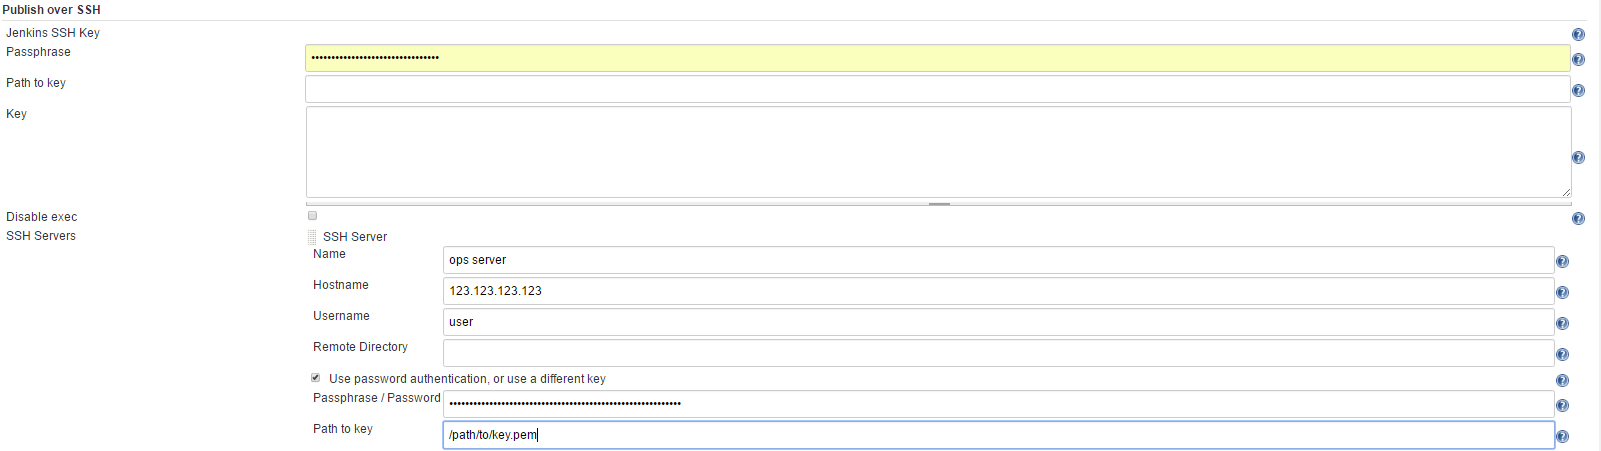 Publish over SSH
Jenkins SSH Key
Passphrase ••••••••••••••••••••••••••••••••
Path to key
Key
Disable exec
SSH Servers
SSH Server
Name ops server
Hostname 123.123.123.123
Username user
Remote Directory
Use password authentication, or use a different key
Passphrase / Password ••••••••••••••••••••••••••••••••••••••••••••••••••••••••••
Path to key /path/to/key.pem